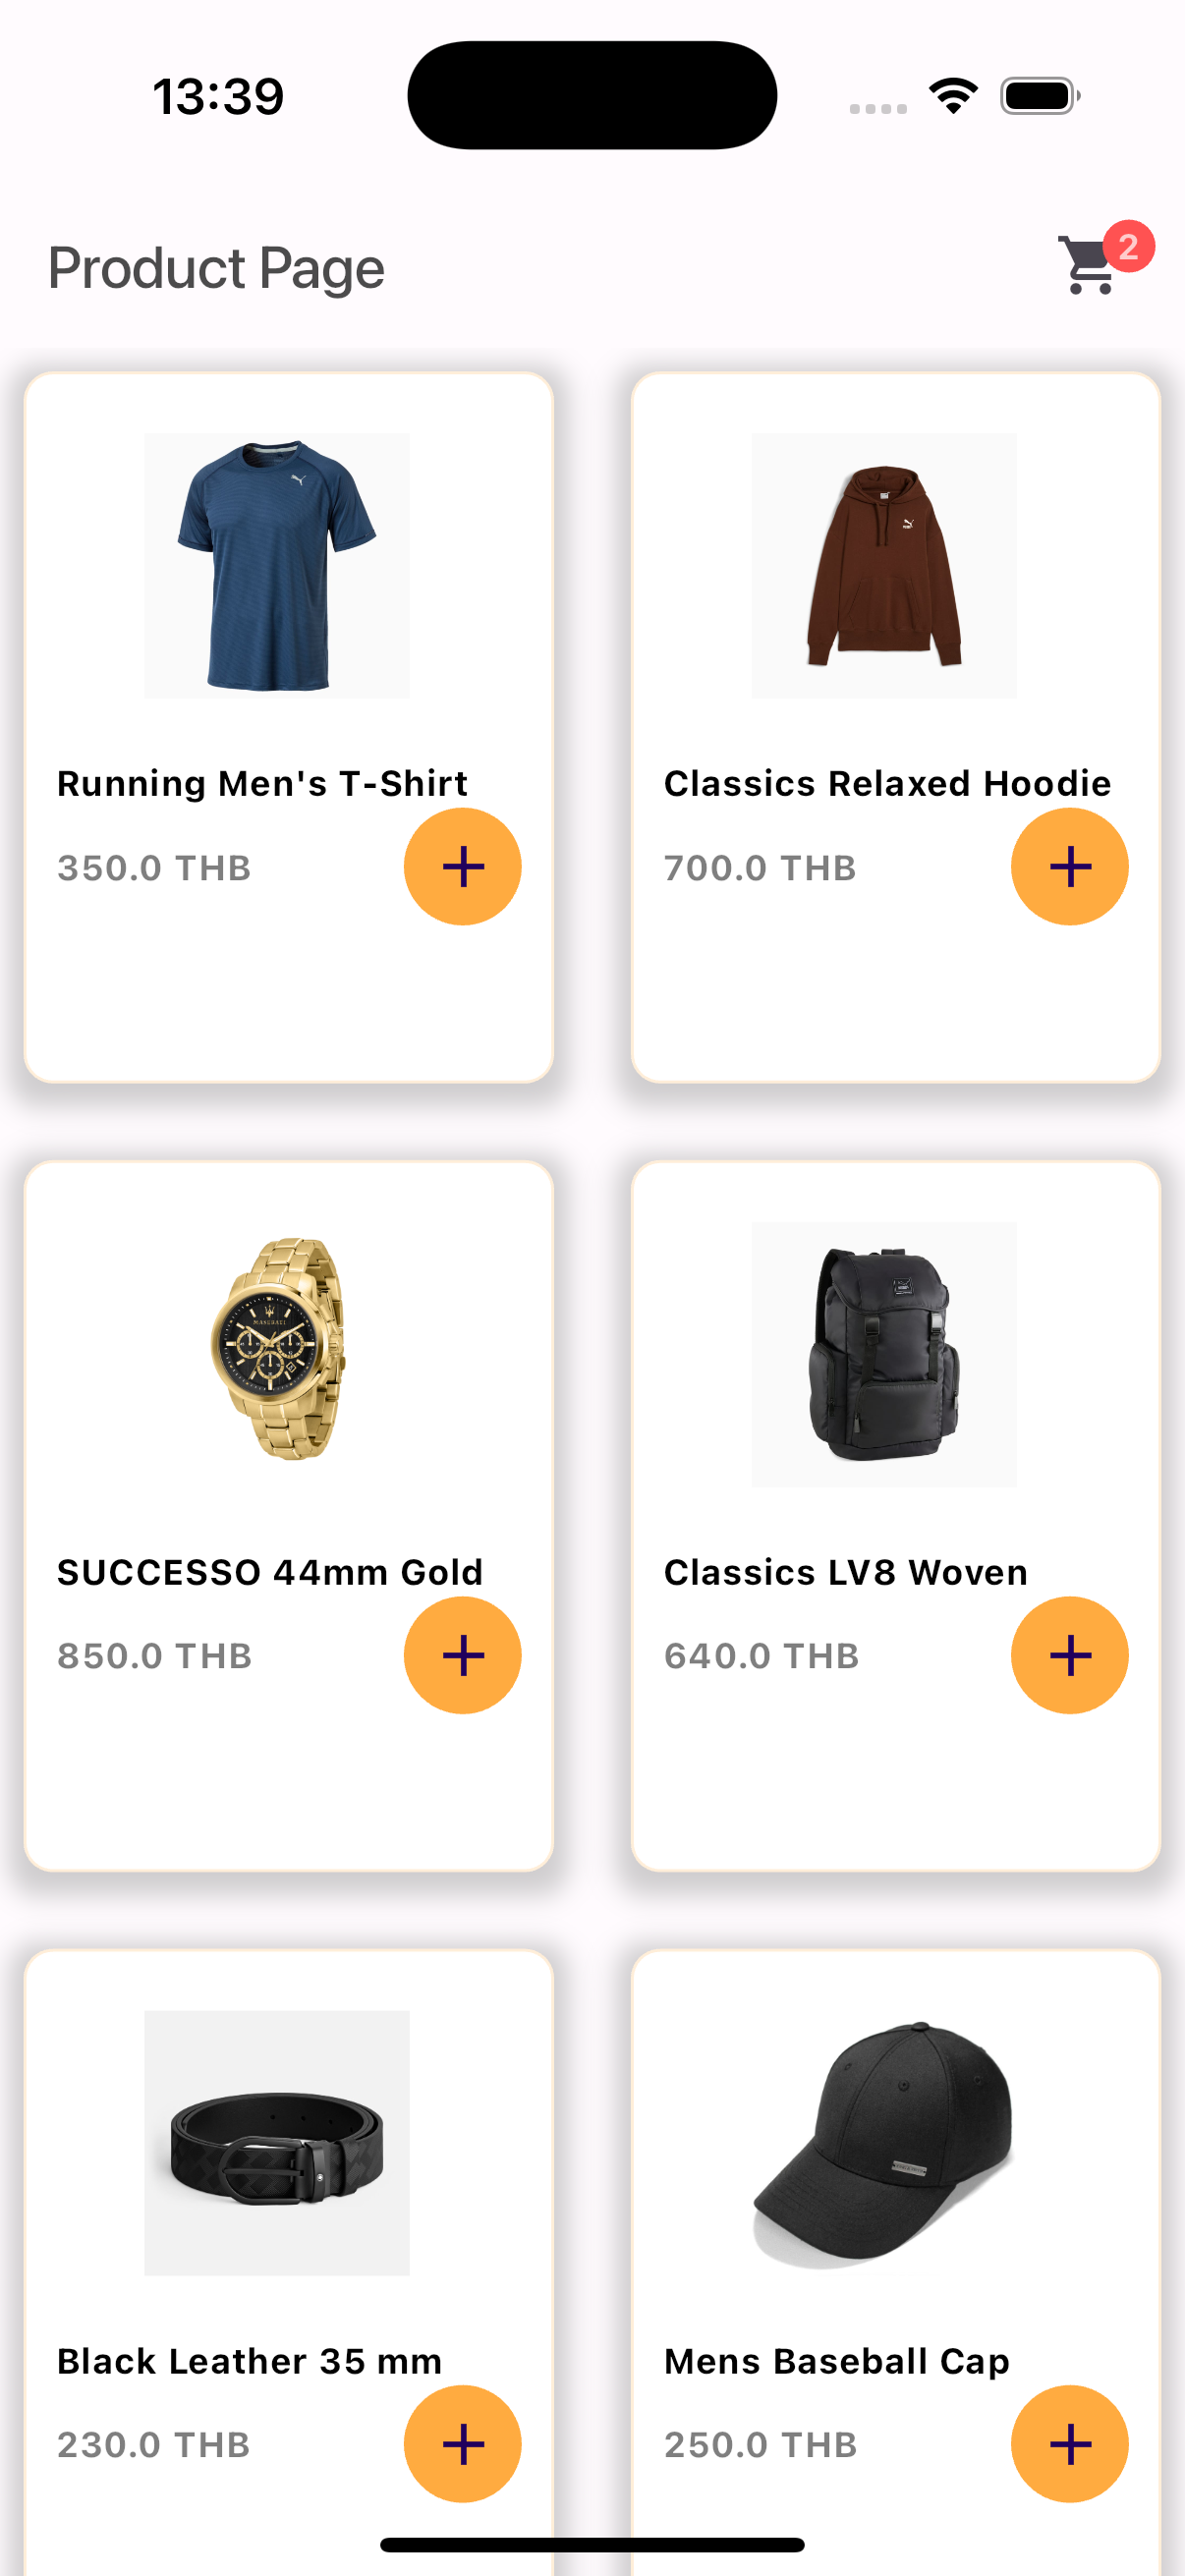 13:39
Product Page
2
Running Men's T-Shirt
350.0 THB
Classics Relaxed Hoodie
700.0 THB
MASERATI
SUCCESSO 44mm Gold
850.0 THB
Classics LV8 Woven
640.0 THB
Black Leather 35 mm
230.0 THB
Mens Baseball Cap
250.0 THB